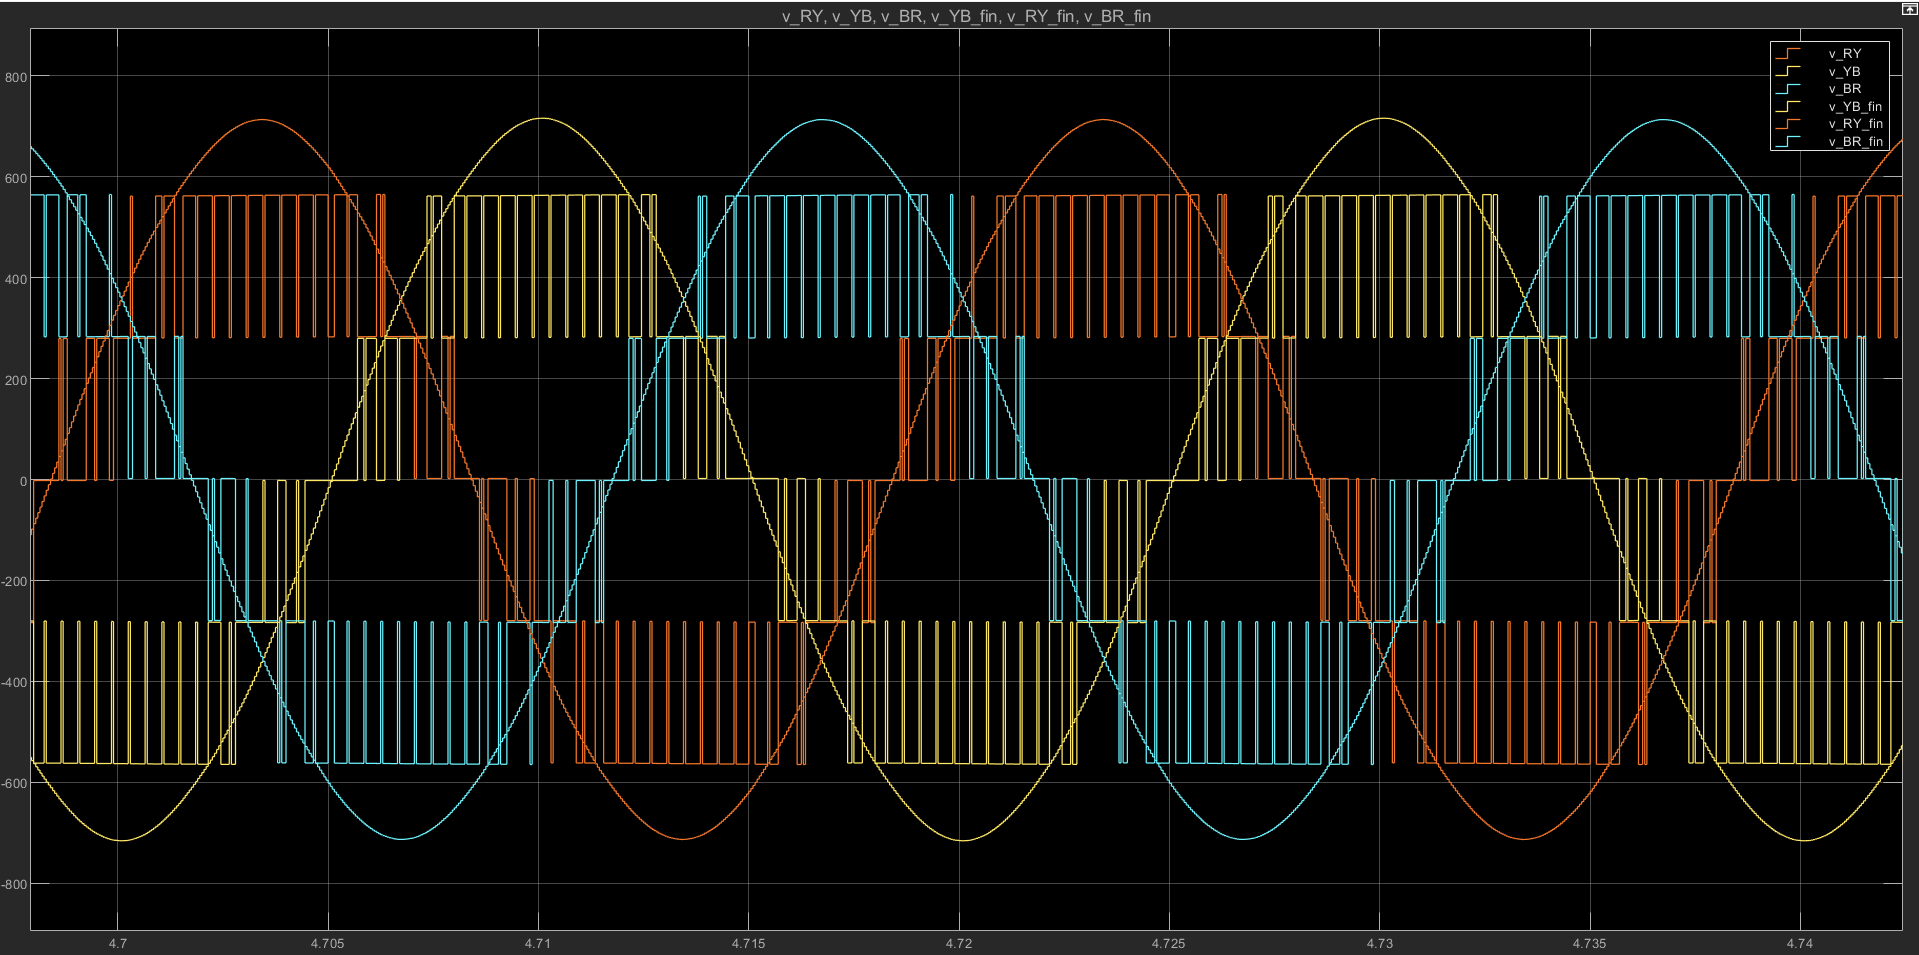 v_RY, v_YB, v_BR, v_YB_fin, v_RY_fin, v_BR_fin
v_RY
v_YB
v_BR
v_YB_fin
v_RY_fin
v_BR_fin
800
600
400
200
0
-200
-400
-600
-800
4.7 4.705 4.71 4.715 4.72 4.725 4.73 4.735 4.74